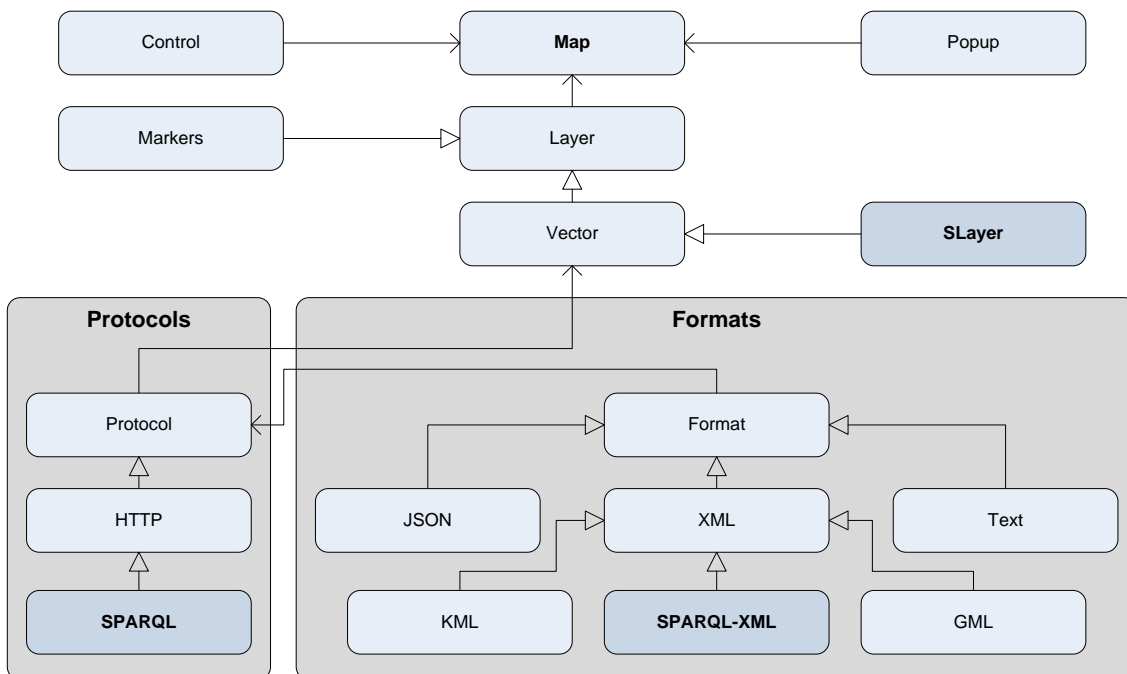 Control
Map
Popup
Markers
Layer
Vector
SLayer
Protocols
Formats
Protocol
Format
HTTP
JSON
XML
Text
SPARQL
KML
SPARQL-XML
GML